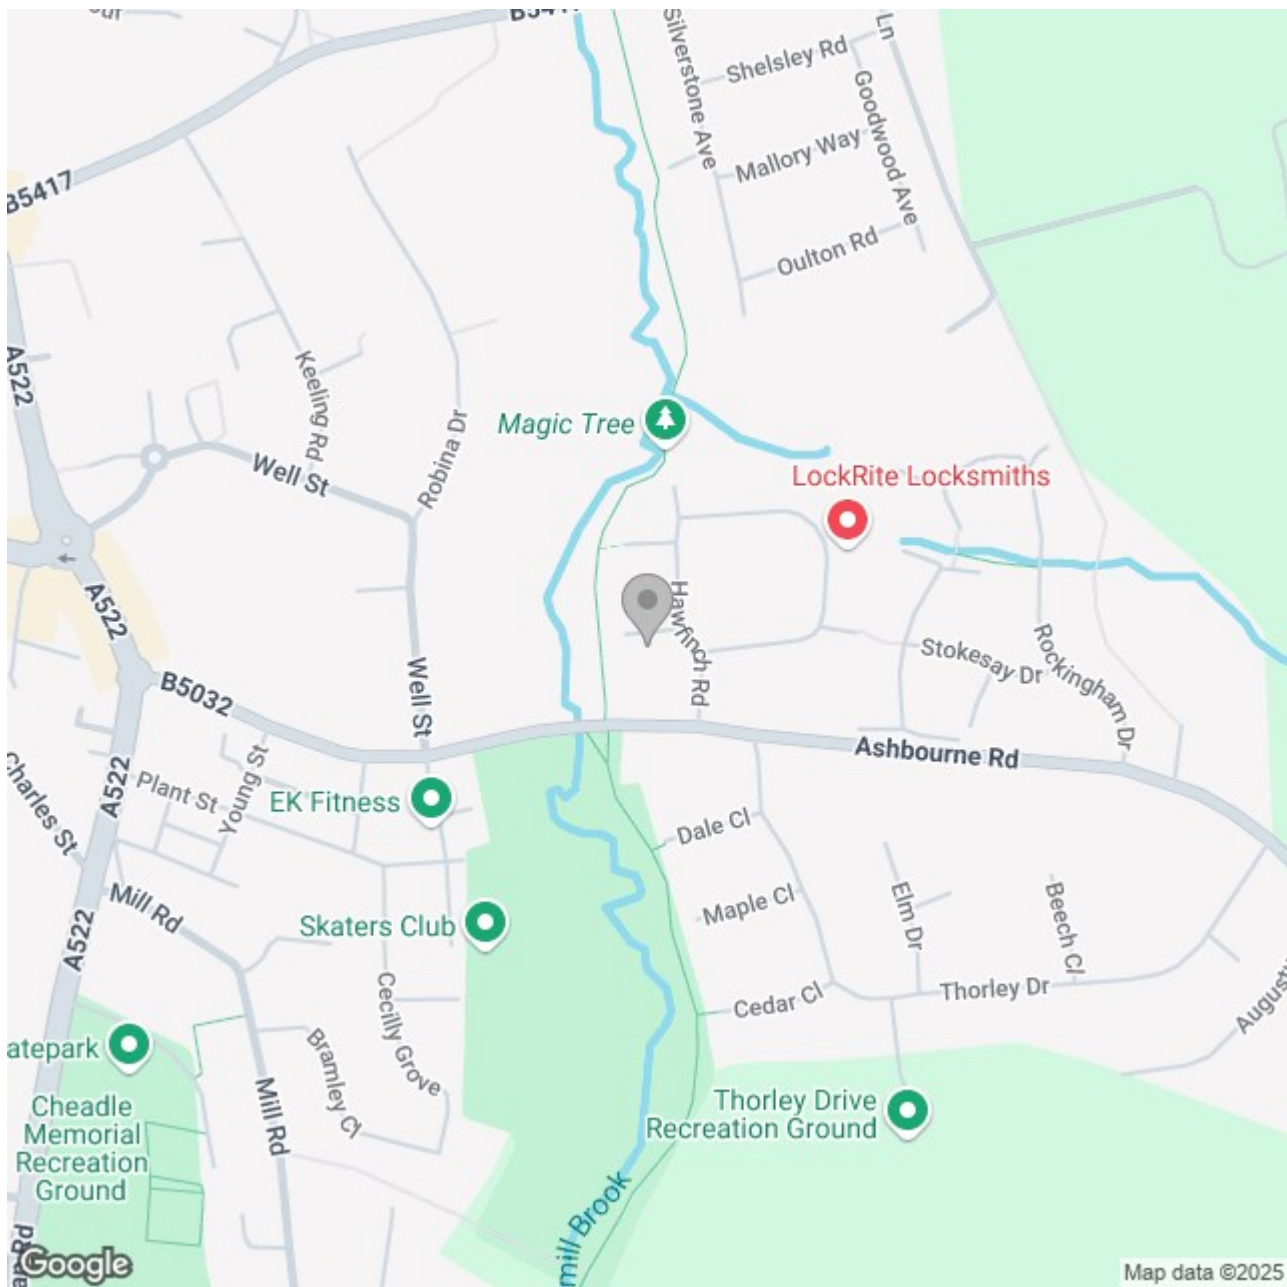 Silverstone Ave
Shelsley Rd
Ln
Goodwood Ave
Mallory Way
B5417
Oulton Rd
A522
Keeling Rd
Robina Dr
Magic Tree
Well St
LockRite Locksmiths
A522
Hawfinch Rd
Stokesay Dr
Rockingham Dr
Well St
B5032
Ashbourne Rd
Charles St
A522
Plant St
Young St
EK Fitness
Dale Cl
Mill Rd
Maple Cl
Elm Dr
Beech Cl
A522
Skaters Club
Cecilly Grove
Cedar Cl
Thorley Dr
atepark
Bramley Cl
Mill Rd
Cheadle
Memorial
Recreation
Ground
Thorley Drive
Recreation Ground
mill Brook
Google
Map data ©2025